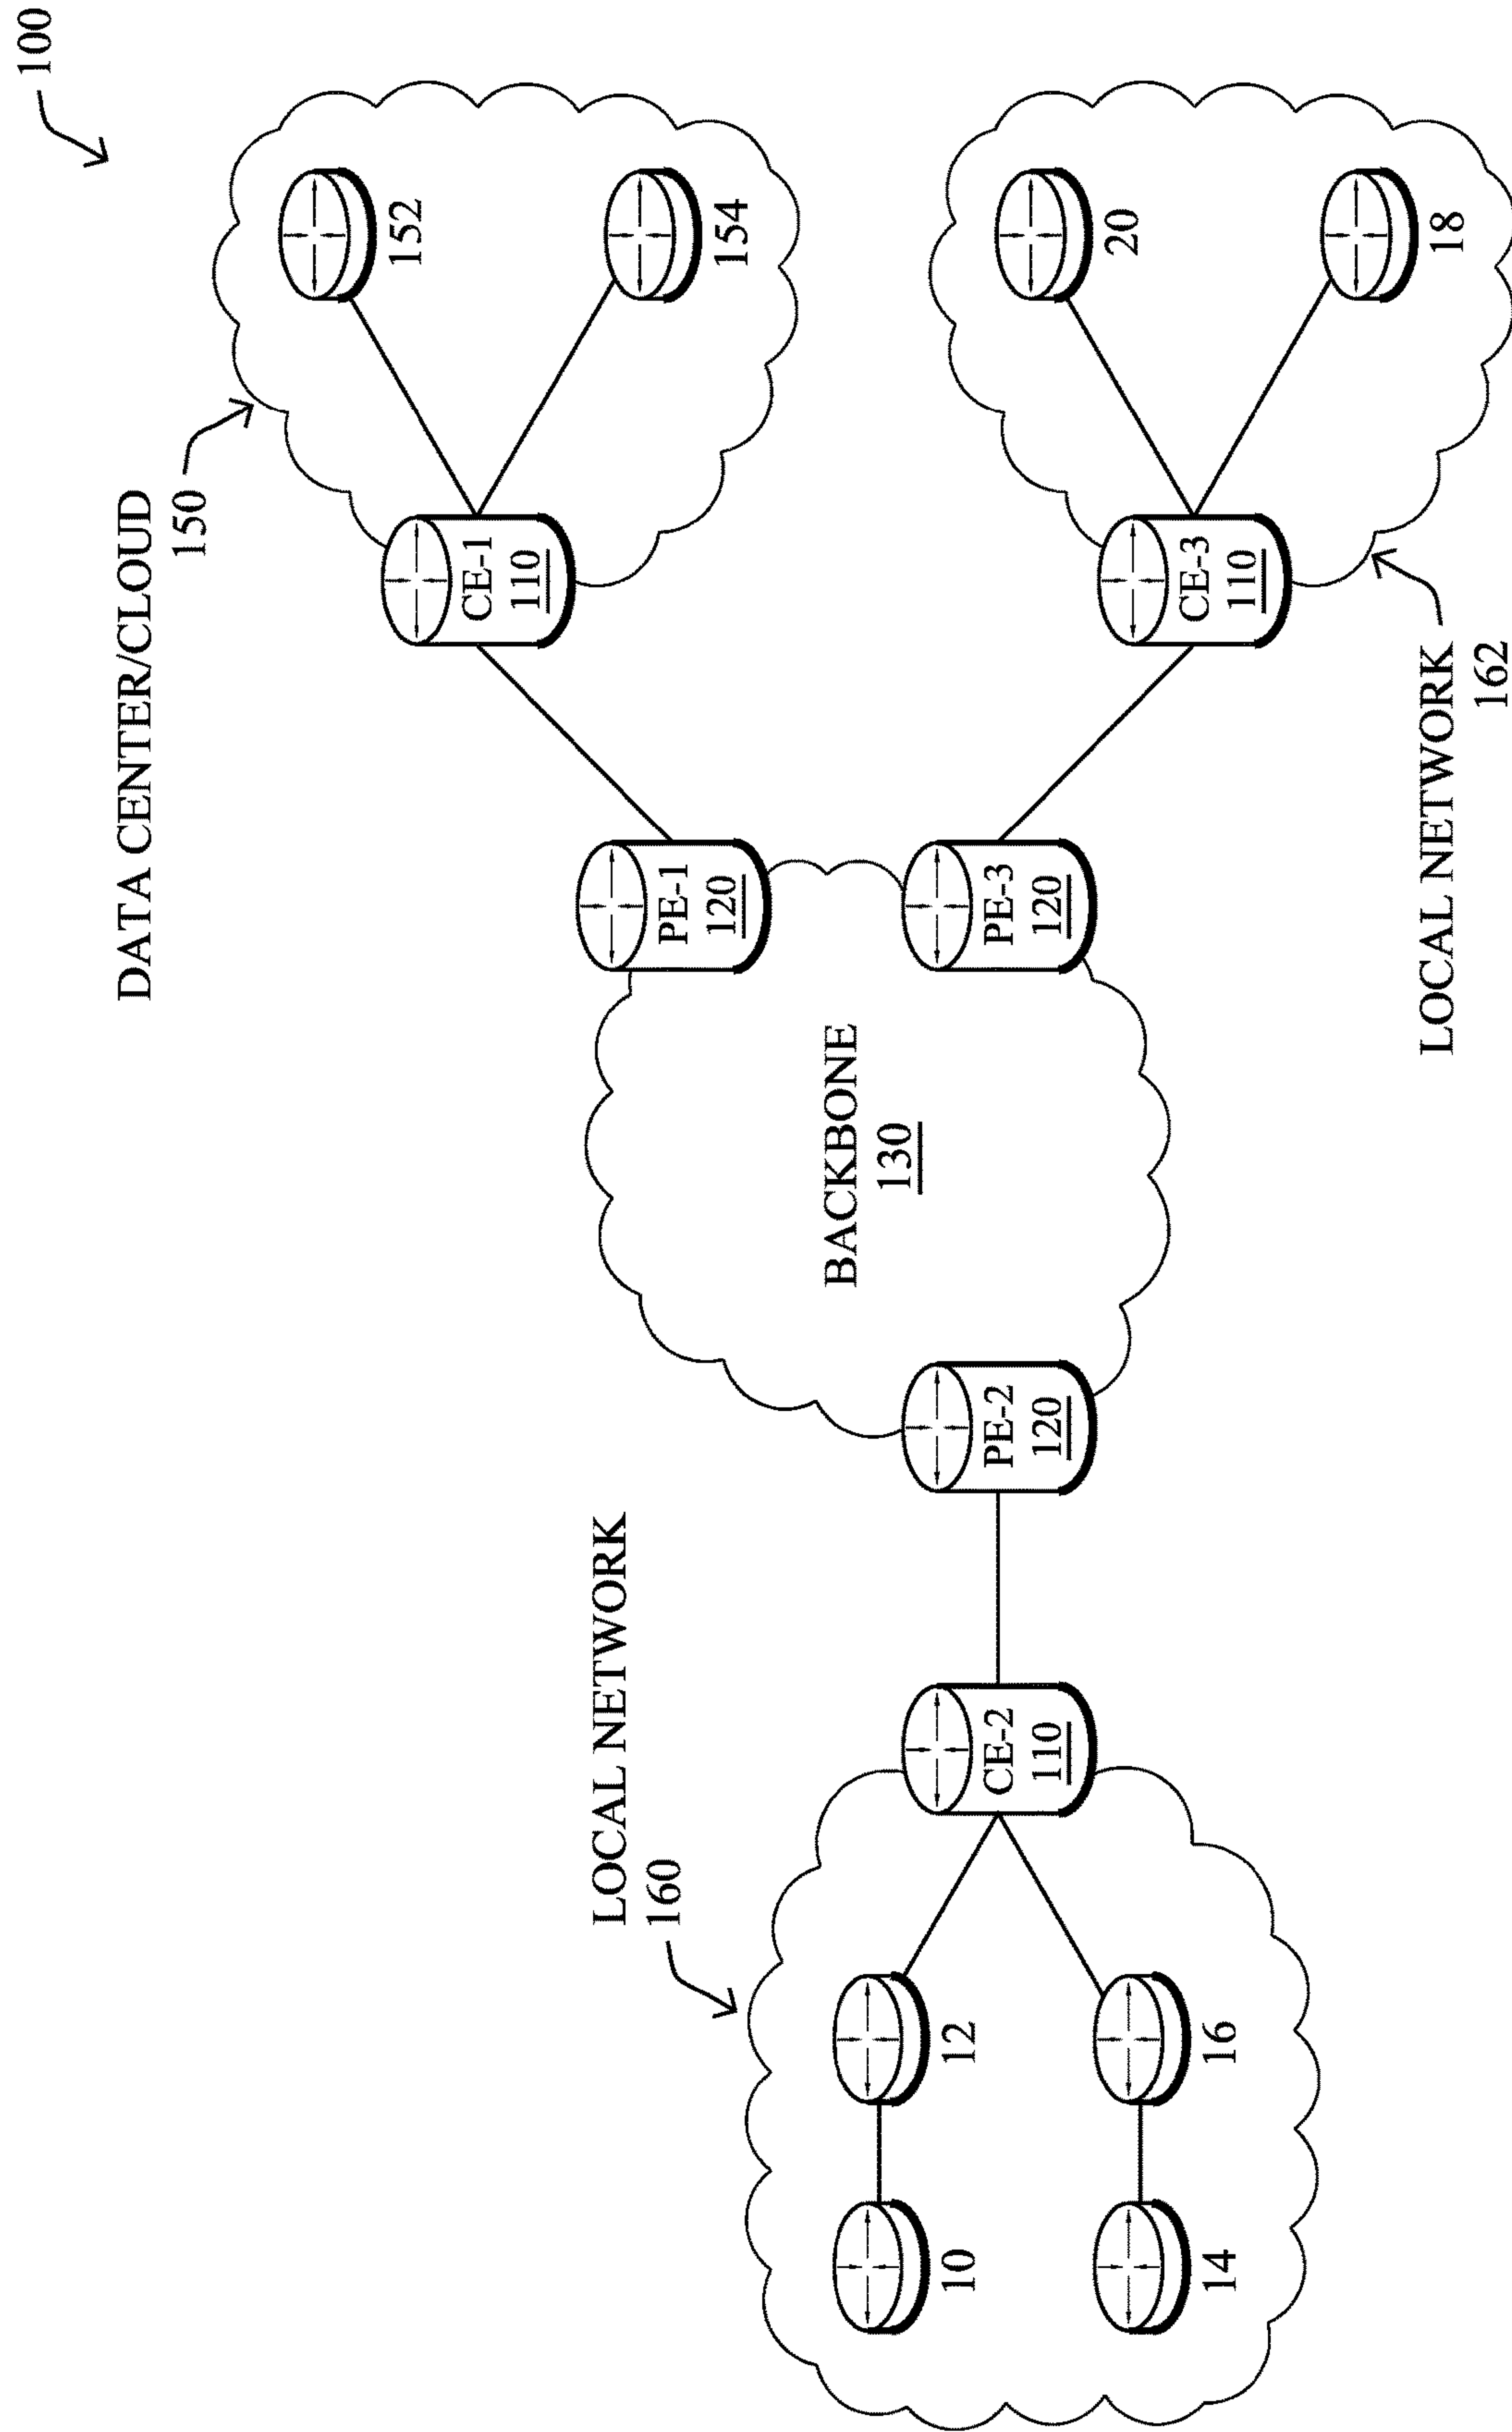 100
DATA CENTER/CLOUD
150
152
CE-1
110
154
LOCAL NETWORK
160
PE-1
120
BACKBONE
130
10
12
14
16
CE-2
110
PE-2
120
PE-3
120
CE-3
110
20
18
LOCAL NETWORK
162